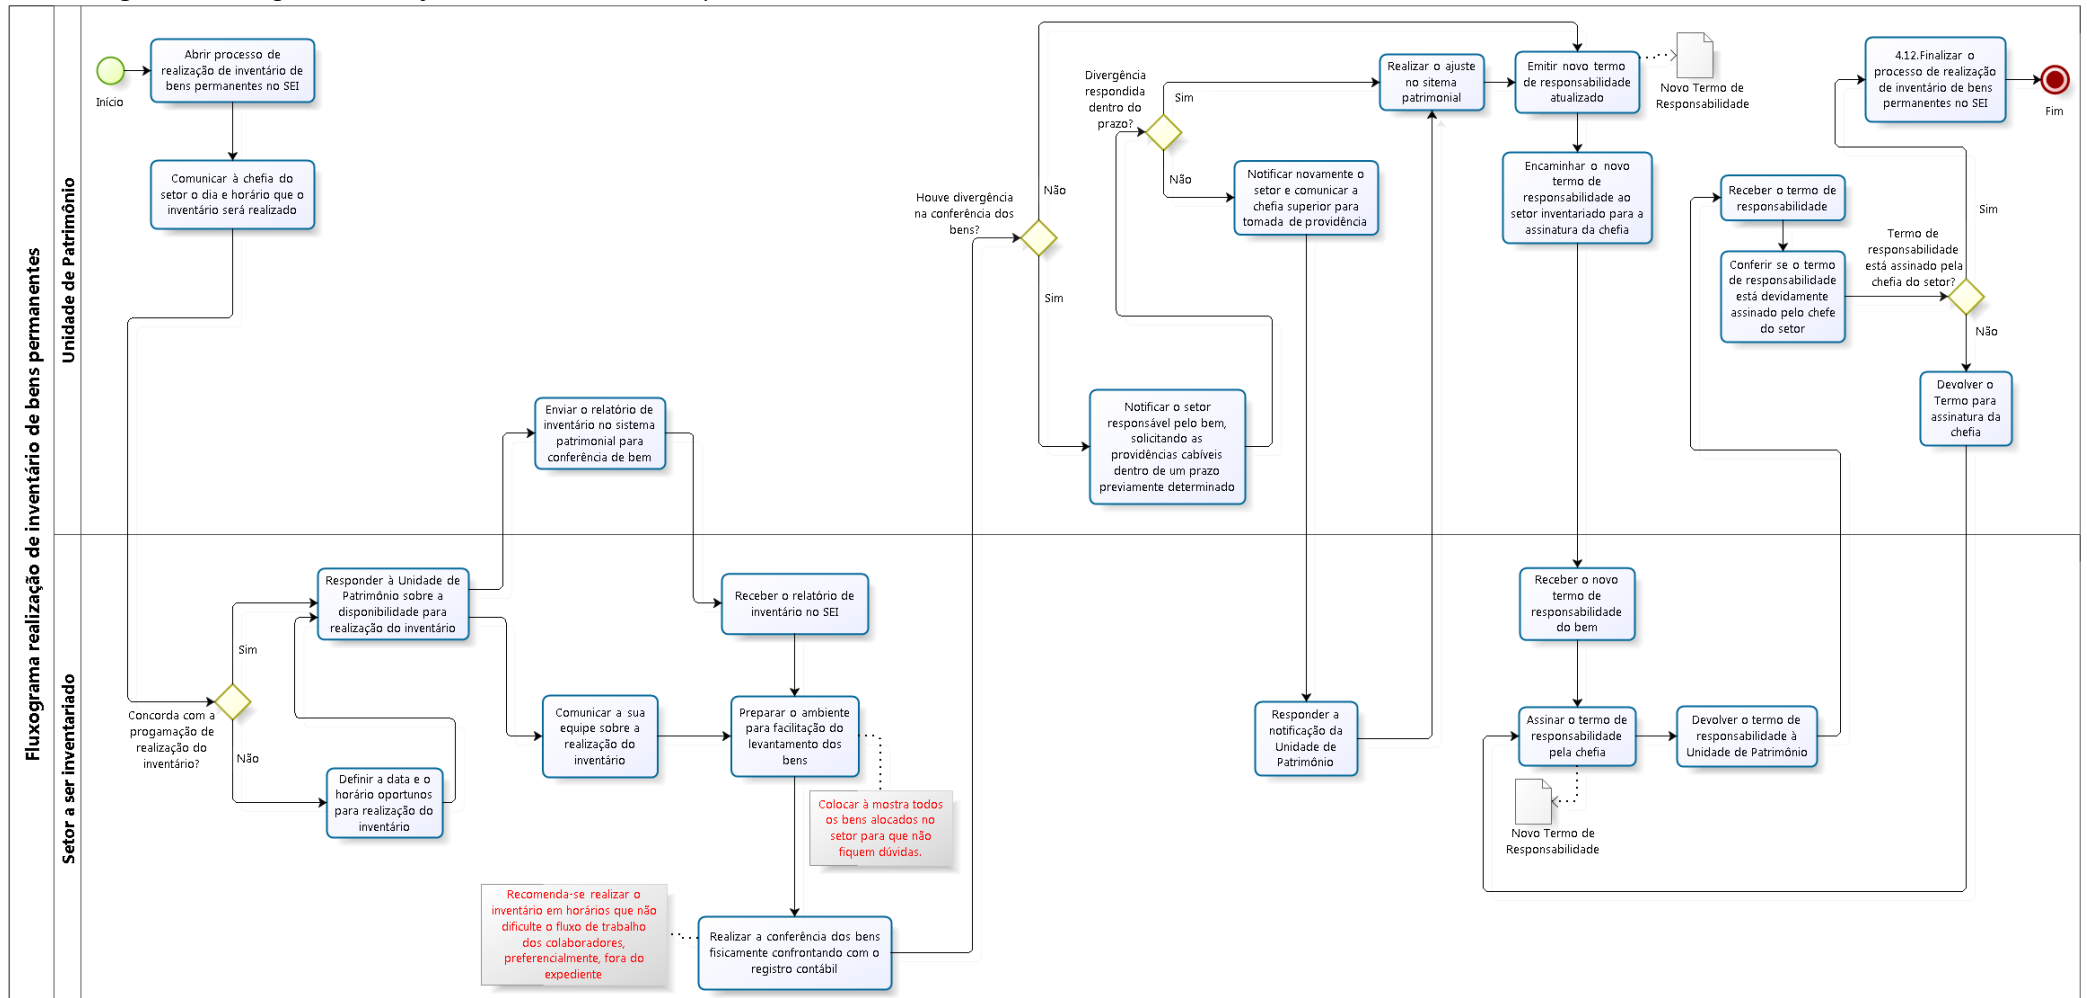 Fluxograma realização de inventário de bens permanentes
Unidade de Patrimônio
Início
Abrir processo de
realização de inventário de
bens permanentes no SEI
Comunicar à chefia do
setor o dia e horário que o
inventário será realizado
Enviar o relatório de
inventário no sistema
patrimonial para
conferência de bem
Houve divergência
na conferência dos
bens?
Não
Sim
Divergência
respondida
dentro do
prazo?
Sim
Não
Notificar o setor
responsável pelo bem,
solicitando as
providências cabíveis
dentro de um prazo
previamente determinado
Notificar novamente o
setor e comunicar a
chefia superior para
tomada de providência
Realizar o ajuste
no sitema
patrimonial
Emitir novo termo
de responsabilidade
atualizado
Novo Termo de
Responsabilidade
Encaminhar o novo
termo de
responsabilidade ao
setor inventariado para a
assinatura da chefia
Receber o termo de
responsabilidade
Conferir se o termo
de responsabilidade
está devidamente
assinado pelo chefe
do setor
Termo de
responsabilidade
está assinado pela
chefia do setor?
Sim
Não
4.12.Finalizar o
processo de realização
de inventário de bens
permanentes no SEI
Fim
Devolver o
Termo para
assinatura da
chefia
Setor a ser inventariado
Concorda com a
progamação de
realização do
inventário?
Sim
Não
Responder à Unidade de
Patrimônio sobre a
disponibilidade para
realização do inventário
Definir a data e o
horário oportunos
para realização do
inventário
Comunicar a sua
equipe sobre a
realização do
inventário
Receber o relatório de
inventário no SEI
Preparar o ambiente
para facilitação do
levantamento dos
bens
Colocar à mostra todos
os bens alocados no
setor para que não
fiquem dúvidas.
Recomenda-se realizar o
inventário em horários que não
dificulte o fluxo de trabalho
dos colaboradores,
preferencialmente, fora do
expediente
Realizar a conferência dos bens
fisicamente confrontando com o
registro contábil
Responder a
notificação da
Unidade de
Patrimônio
Receber o novo
termo de
responsabilidade
do bem
Assinar o termo de
responsabilidade
pela chefia
Novo Termo de
Responsabilidade
Devolver o termo de
responsabilidade à
Unidade de Patrimônio